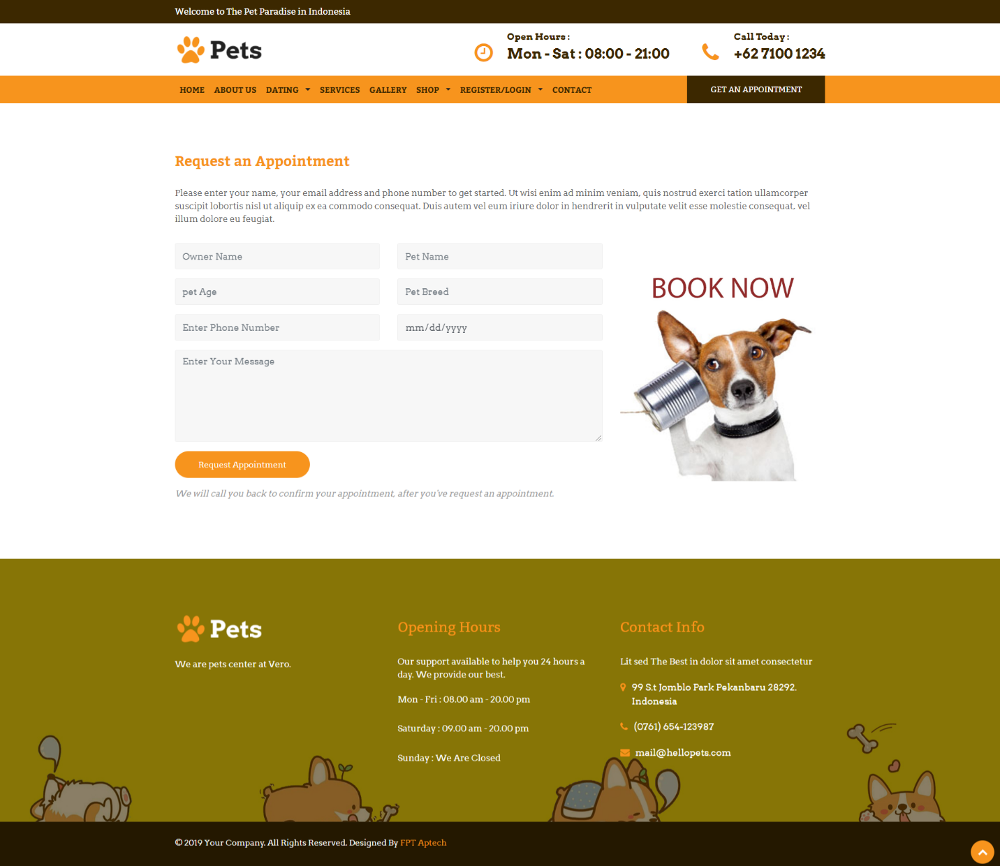 Welcome to The Pet Paradise in Indonesia
Pets
Open Hours :
Mon - Sat : 08:00 - 21:00
Call Today :
+62 7100 1234
HOME ABOUT US DATING SERVICES GALLERY SHOP REGISTER/LOGIN CONTACT
GET AN APPOINTMENT
Request an Appointment
Please enter your name, your email address and phone number to get started. Ut wisi enim ad minim veniam, quis nostrud exerci tation ullamcorper
suscipit lobortis nisl ut aliquip ex ea commodo consequat. Duis autem vel eum iriure dolor in hendrerit in vulputate velit esse molestie consequat, vel
illum dolore eu feugiat.
Owner Name
Pet Name
pet Age
Pet Breed
Enter Phone Number
mm/dd/yyyy
Enter Your Message
BOOK NOW
Request Appointment
We will call you back to confirm your appointment, after you've request an appointment.
Pets
We are pets center at Vero.
Opening Hours
Our support available to help you 24 hours a
day. We provide our best.
Mon - Fri : 08.00 am - 20.00 pm
Saturday : 09.00 am - 20.00 pm
Sunday : We Are Closed
Contact Info
Lit sed The Best in dolor sit amet consectetur
99 S.t Jomblo Park Pekanbaru 28292.
Indonesia
(0761) 654-123987
mail@hellopets.com
© 2019 Your Company. All Rights Reserved. Designed By FPT Aptech